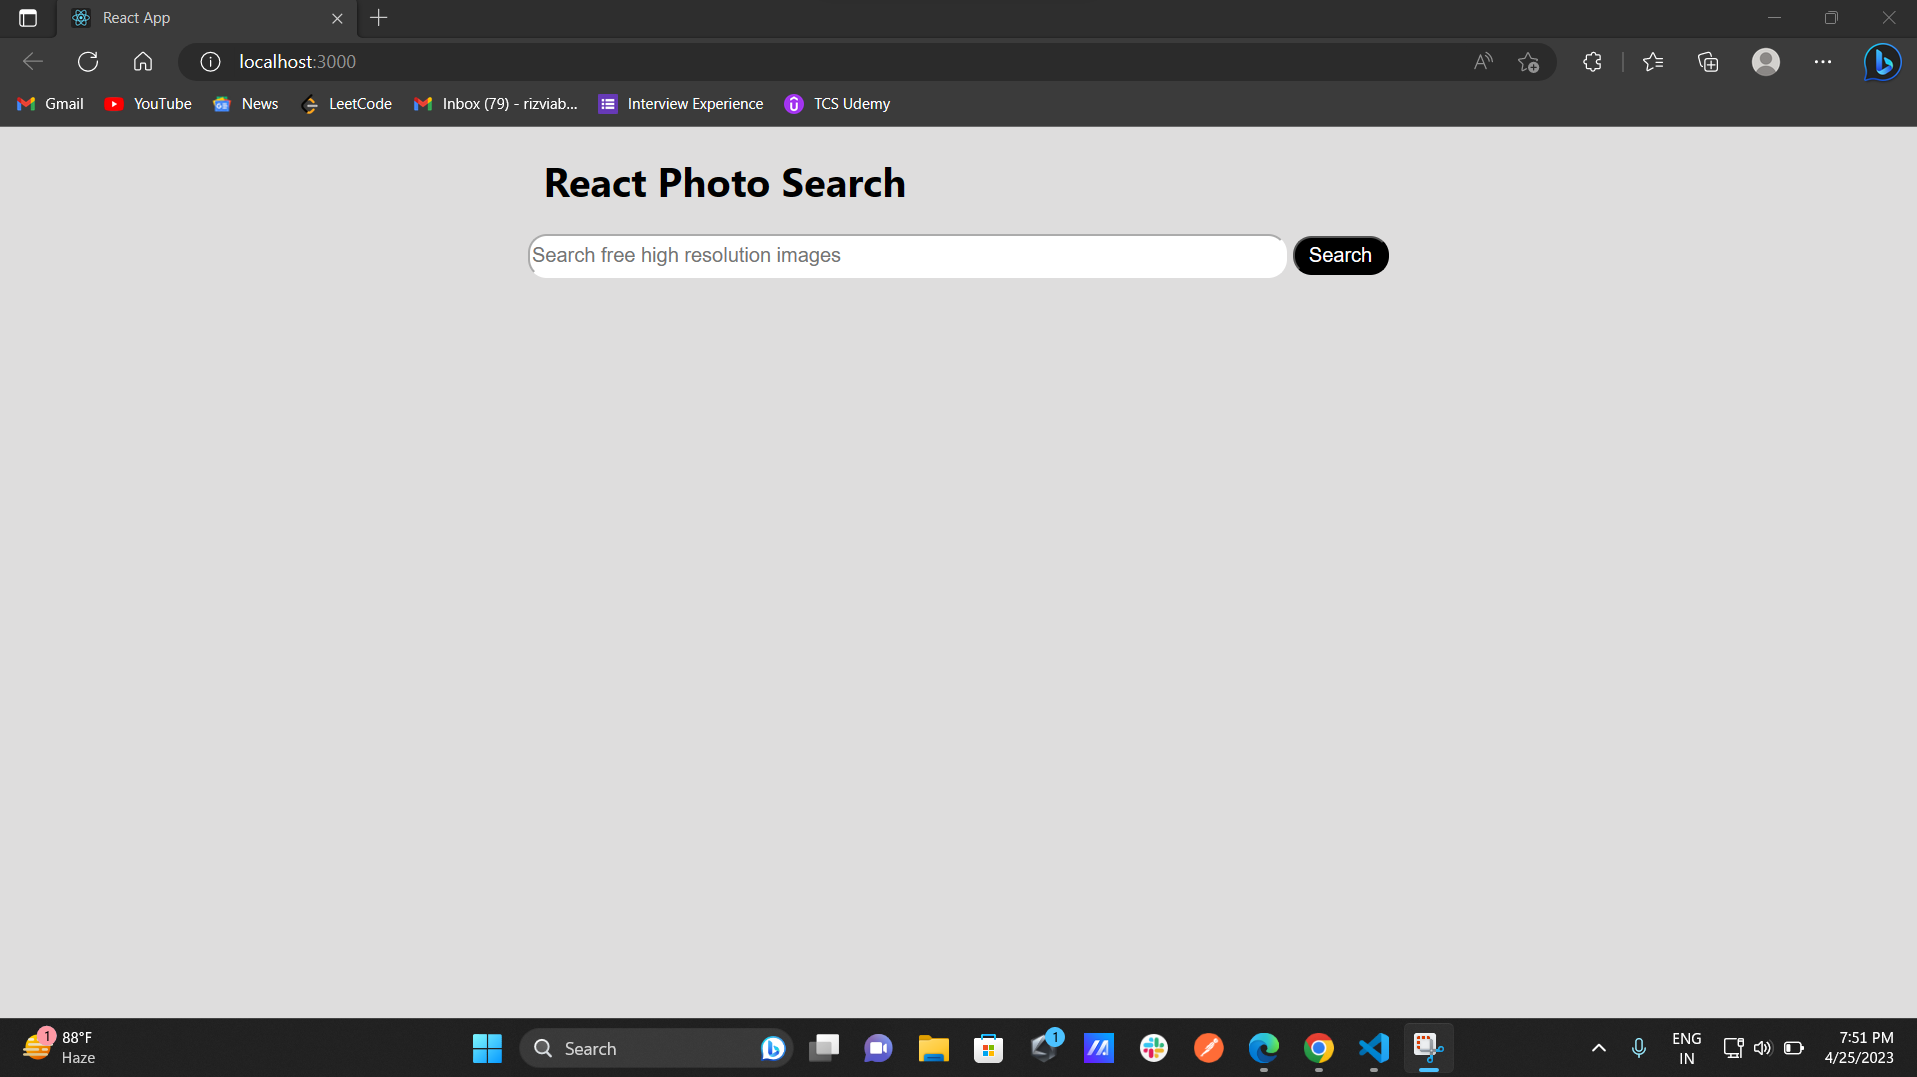 React App
localhost:3000
Gmail YouTube News LeetCode Inbox (79) - rizviab... Interview Experience TCS Udemy
React Photo Search
Search free high resolution images Search
1 88°F
Haze
Search
1
ENG
IN
7:51 PM
4/25/2023